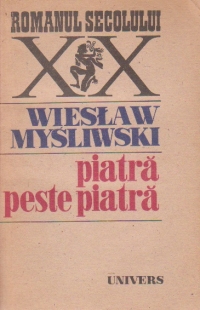 ROMANUL SECOLULUI
XX
WIESŁAW
MYŚLIWSKI
piatră
peste piatră
UNIVERS